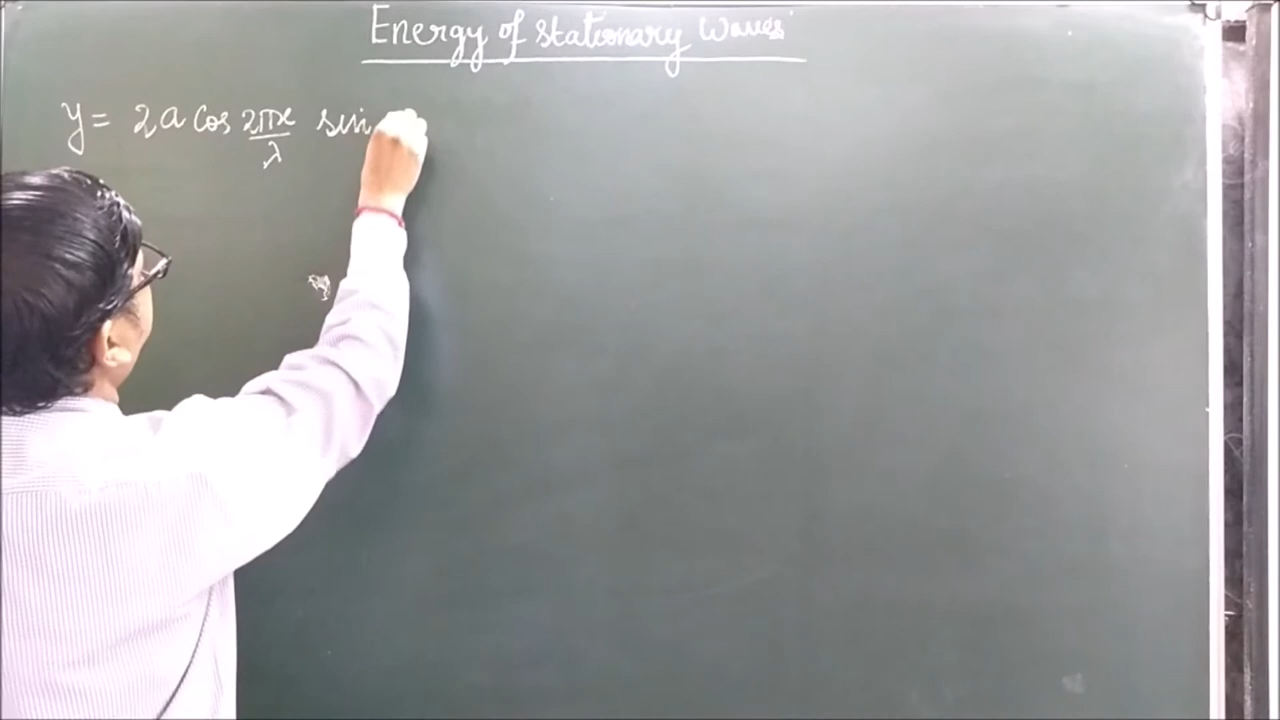 Energy of Stationary Waves
y = 2a cos 2πx/λ sin